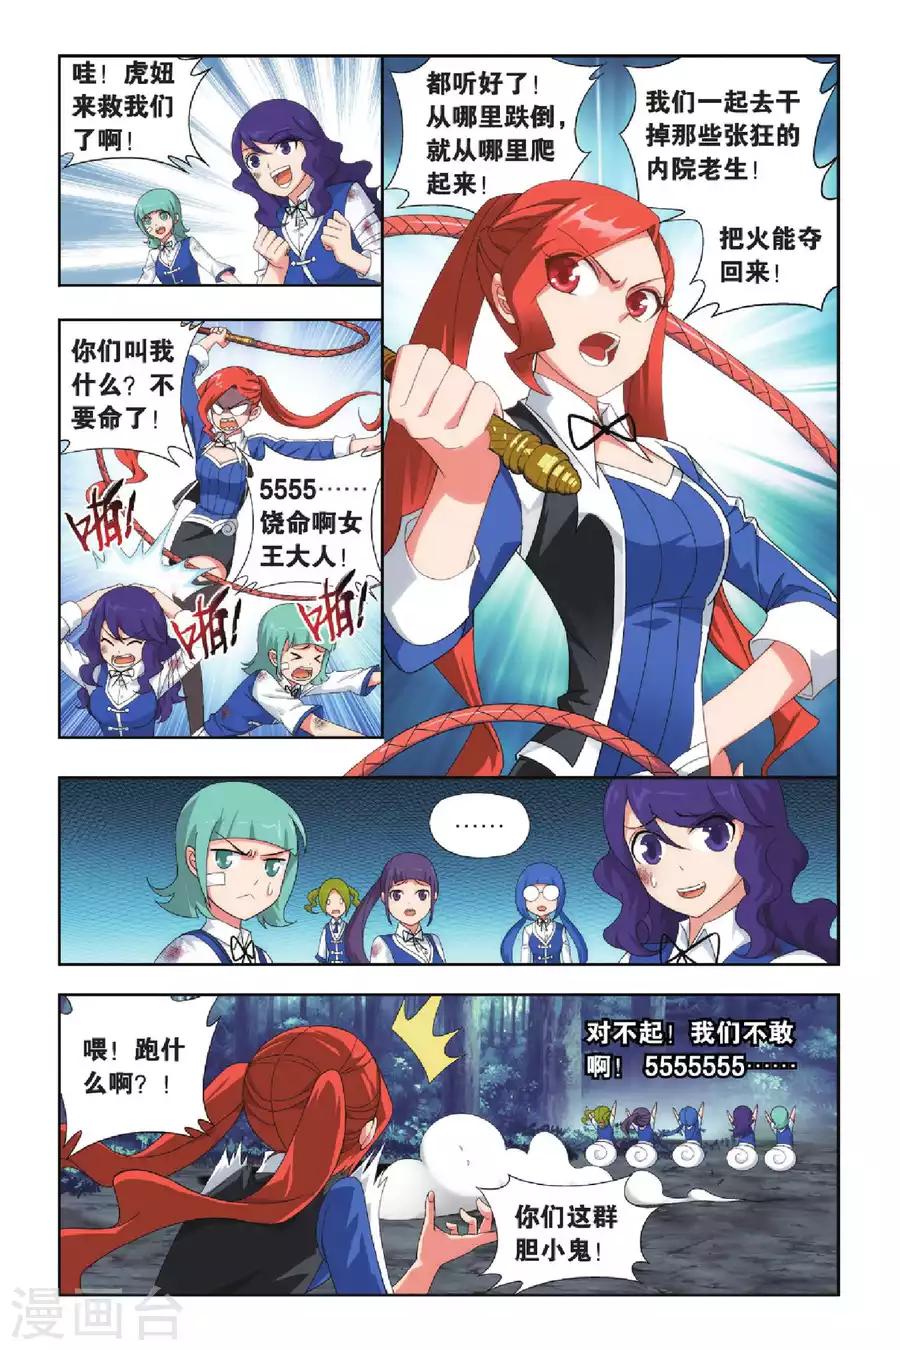 哇！虎妞
来救我们
了啊！
都听好了！
从哪里跌倒，
就从哪里爬
起来！
我们一起去干
掉那些张狂的
内院老生！
把火能夺
回来！
你们叫我
什么？不
要命了！
5555……
饶命啊女
王大人！
啪！
啪！
啪！
……
喂！跑什
么啊？！
对不起！我们不敢
啊！5555555……
你们这群
胆小鬼！
漫画台